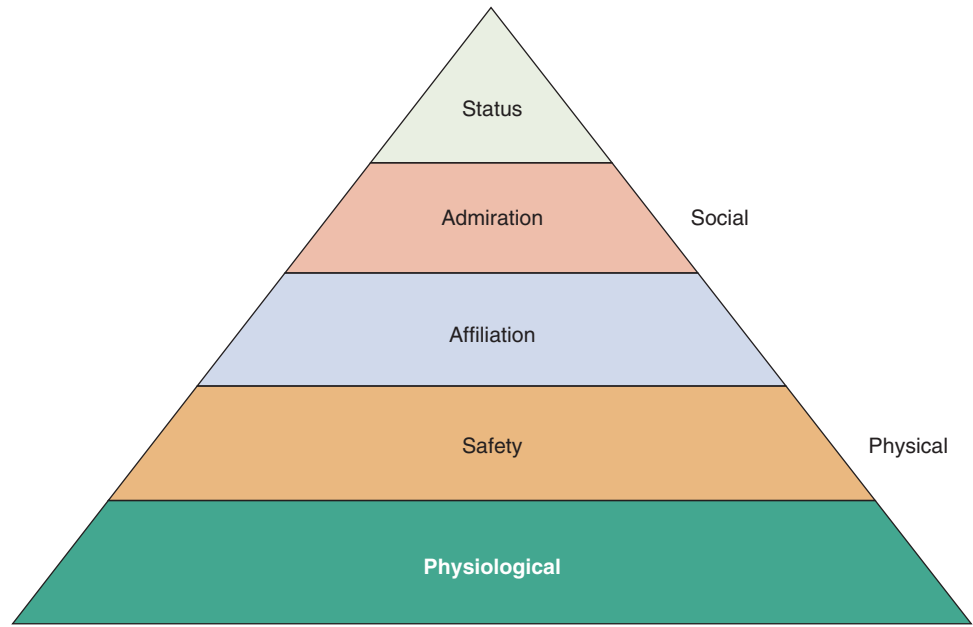 Status
Admiration
Social
Affiliation
Safety
Physical
Physiological